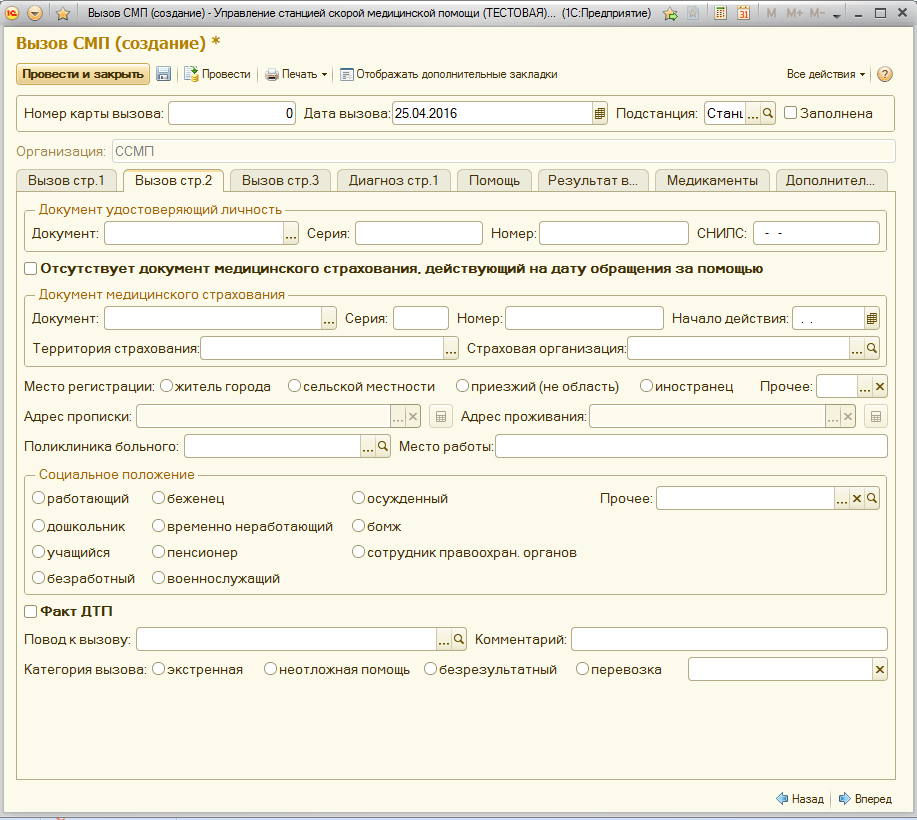 Вызов СМП (создание) - Управление станцией скорой медицинской помощи (ТЕСТОВАЯ)... (1С:Предприятие) 31 M M+ M-
Вызов СМП (создание) *
Провести и закрыть Провести Печать Отображать дополнительные закладки Все действия ?
Номер карты вызова: 0 Дата вызова: 25.04.2016 Подстанция: Стан ... Заполнена
Организация: ССМП
Вызов стр.1 Вызов стр.2 Вызов стр.3 Диагноз стр.1 Помощь Результат в... Медикаменты Дополнител...
Документ удостоверяющий личность
Документ: ... Серия: Номер: СНИЛС: - -
Отсутствует документ медицинского страхования, действующий на дату обращения за помощью
Документ медицинского страхования
Документ: ... Серия: Номер: Начало действия: . .
Территория страхования: ... Страховая организация: ...
Место регистрации: житель города сельской местности приезжий (не область) иностранец Прочее: ... ×
Адрес прописки: ... × Адрес проживания: ... ×
Поликлиника больного: ... Место работы:
Социальное положение
работающий беженец осужденный Прочее: ... ×
дошкольник временно неработающий бомж
учащийся пенсионер сотрудник правоохран. органов
безработный военнослужащий
Факт ДТП
Повод к вызову: ... Комментарий:
Категория вызова: экстренная неотложная помощь безрезультатный перевозка ×
Назад Вперед